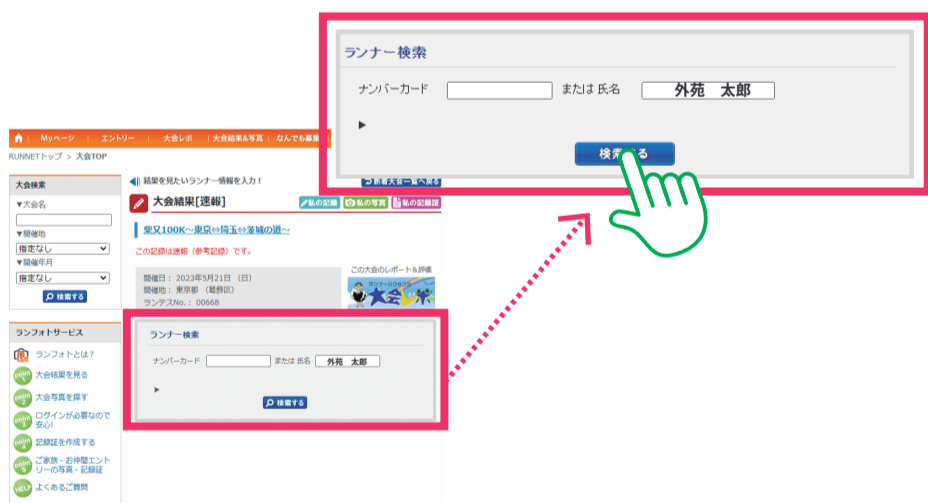 ランナー検索
ナンバーカード または 氏名 外苑 太郎
▶
検索する
Myページ | エントリー | 大会レポ | 大会結果&写真 | なんでも募集
RUNNETトップ > 大会TOP
大会検索
▼大会名
▼開催地
指定なし
▼開催年月
指定なし
検索する
ランフォトサービス
ランフォトとは?
point 1 大会結果を見る
point 2 大会写真を探す
point 3 ログインが必要なので
安心!
point 4 記録証を作成する
point 5 ご家族・お仲間エント
リーの写真・記録証
HELP よくあるご質問
結果を見たいランナー情報を入力!
大会結果[速報]
私の記録 私の写真 私の記録証
柴又100K〜東京⇔埼玉⇔茨城の道〜
この記録は速報(参考記録)です。
開催日: 2023年5月21日 (日)
開催地: 東京都 (葛飾区)
ランテスNo.: 00668
この大会のレポート&評価
大会レポ
ランナー検索
ナンバーカード または 氏名 外苑 太郎
▶
検索する